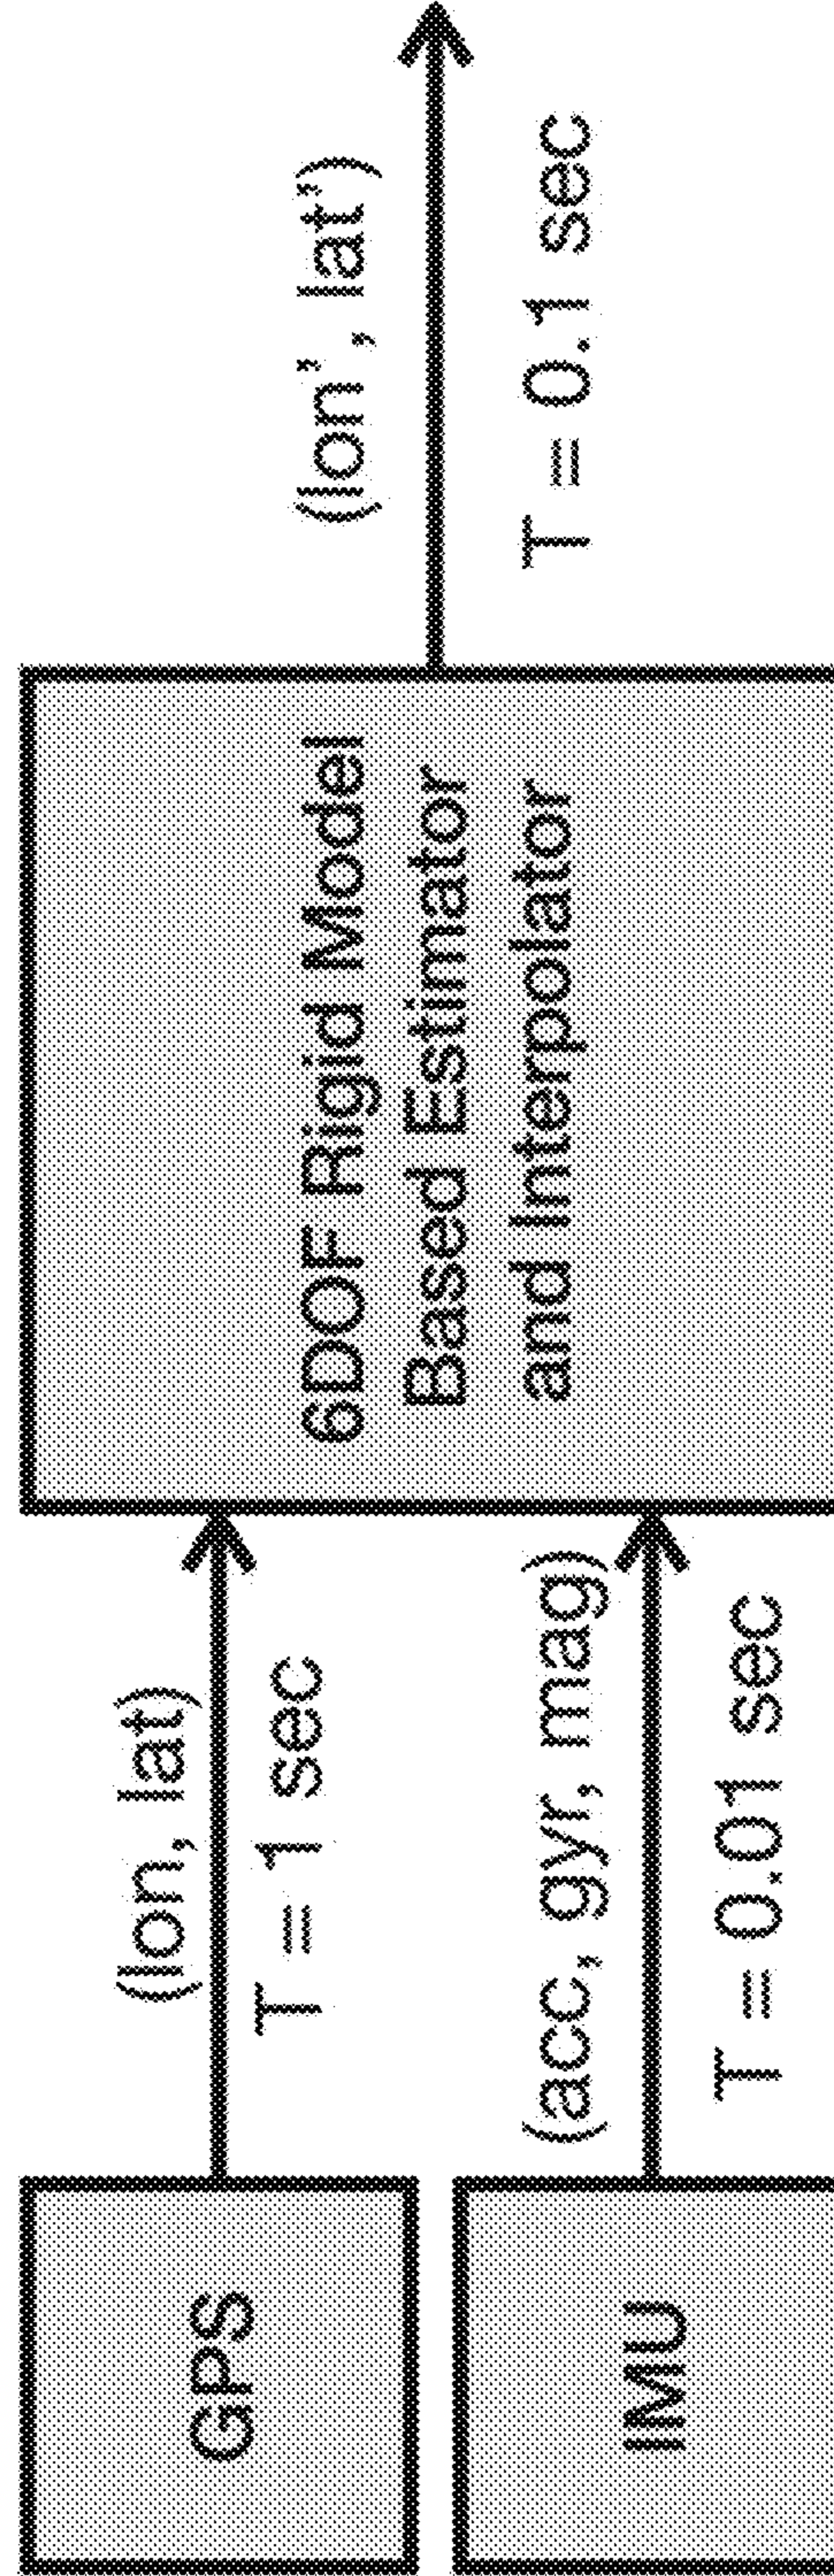 GPS
(lon, lat)
T = 1 sec
IMU
(acc, gyr, mag)
T = 0.01 sec
6DOF Rigid Model
Based Estimator
and Interpolator
(lon', lat')
T = 0.1 sec